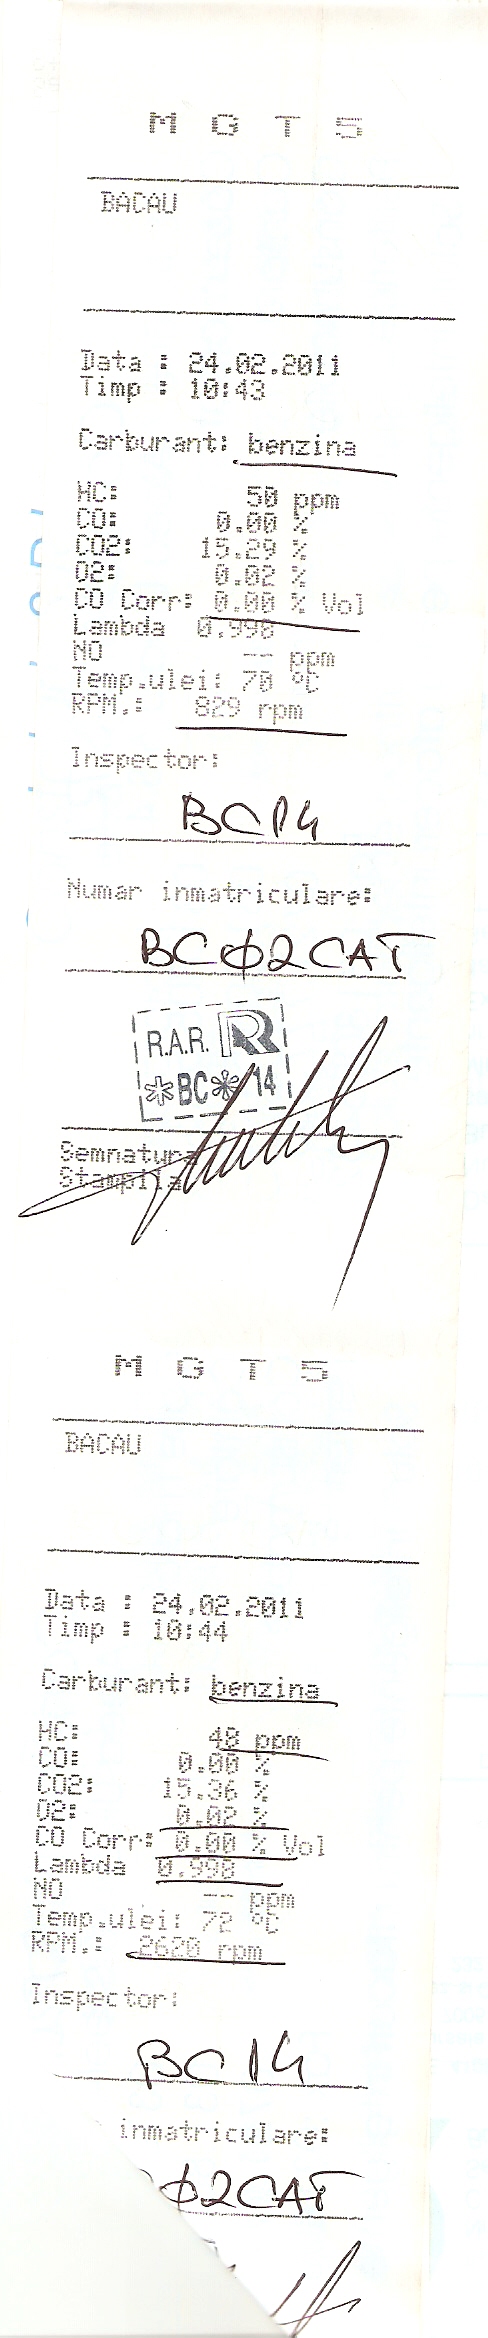 M G T 5
BACAU
Data : 24.02.2011
Timp : 10:43
Carburant: benzina
HC: 50 ppm
CO: 0.00 %
CO2: 15.29 %
O2: 0.02 %
CO Corr: 0.00 % Vol
Lambda 0.998
NO -- ppm
Temp.ulei: 70 ºC
RPM.: 829 rpm
Inspector:
BC14
Numar inmatriculare:
BC02CAT
R.A.R. R
*BC* 14
Semnatura
Stampila
M G T 5
BACAU
Data : 24.02.2011
Timp : 10:44
Carburant: benzina
HC: 48 ppm
CO: 0.00 %
CO2: 15.36 %
O2: 0.02 %
CO Corr: 0.00 % Vol
Lambda 0.998
NO -- ppm
Temp.ulei: 72 ºC
RPM.: 2620 rpm
Inspector:
BC14
inmatriculare:
02CAT